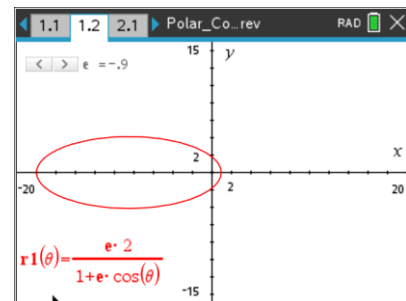 1.1 1.2 2.1 Polar_Co…rev RAD
< > e =-.9
15 y
2
x
-20 2 20
r1(θ)=e·2/1+e·cos(θ)
-15